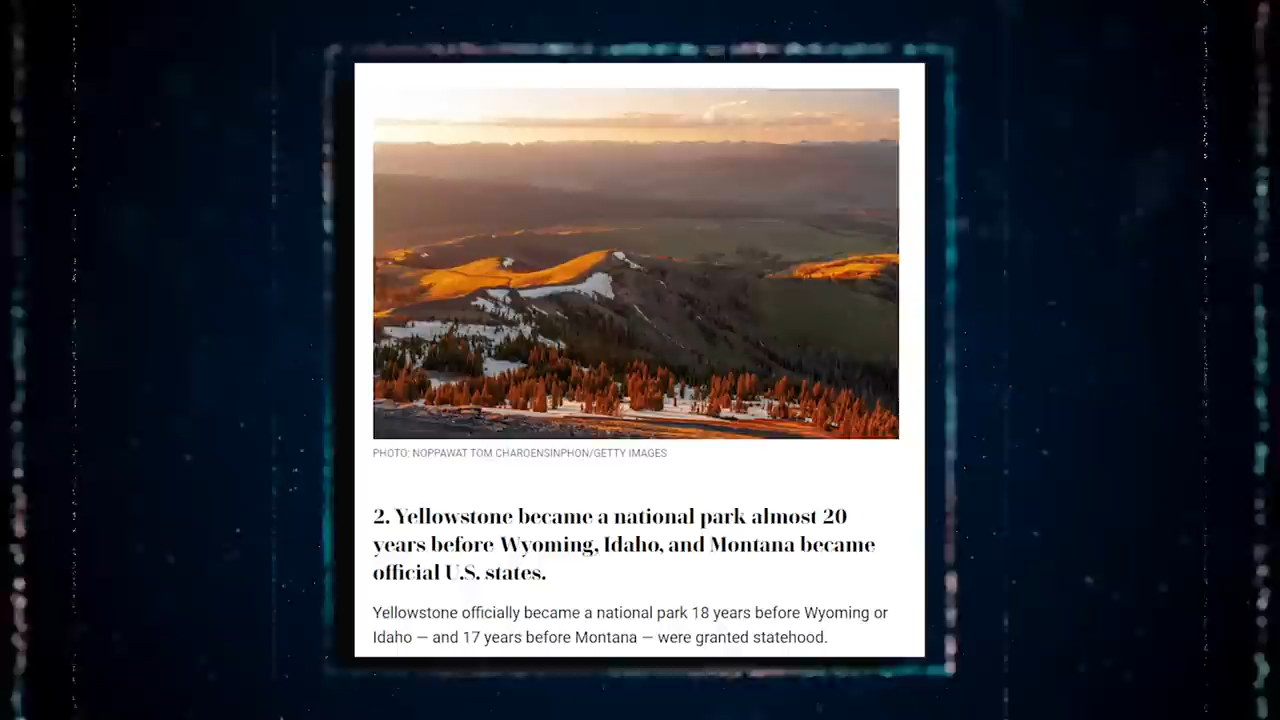 PHOTO: NOPPAWAT TOM CHAROENSINPHON/GETTY IMAGES
2. Yellowstone became a national park almost 20
years before Wyoming, Idaho, and Montana became
official U.S. states.
Yellowstone officially became a national park 18 years before Wyoming or
Idaho — and 17 years before Montana — were granted statehood.